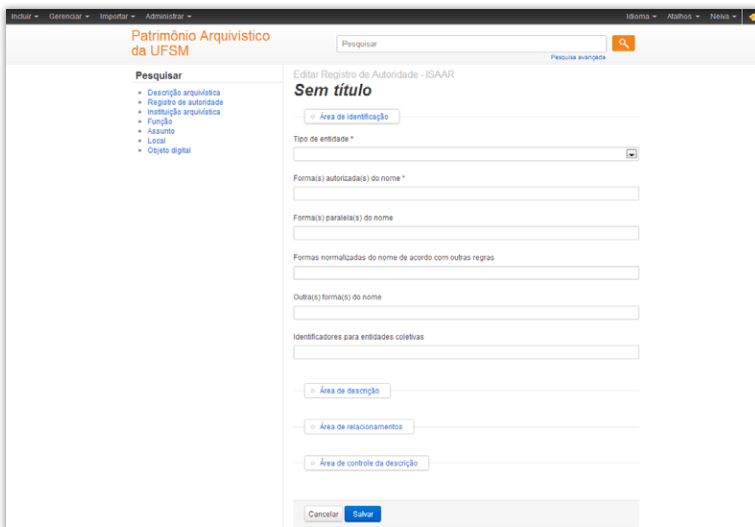 Incluir Gerenciar Importar Administrar Idioma Atalhos Neiva
Patrimônio Arquivístico
da UFSM
Pesquisar
Pesquisa avançada
Pesquisar
Descrição arquivística
Registro de autoridade
Instituição arquivística
Função
Assunto
Local
Objeto digital
Editar Registro de Autoridade - ISAAR
Sem título
Área de identificação
Tipo de entidade *
Forma(s) autorizada(s) do nome *
Forma(s) paralela(s) do nome
Formas normalizadas do nome de acordo com outras regras
Outra(s) forma(s) do nome
Identificadores para entidades coletivas
Área de descrição
Área de relacionamentos
Área de controle da descrição
Cancelar Salvar